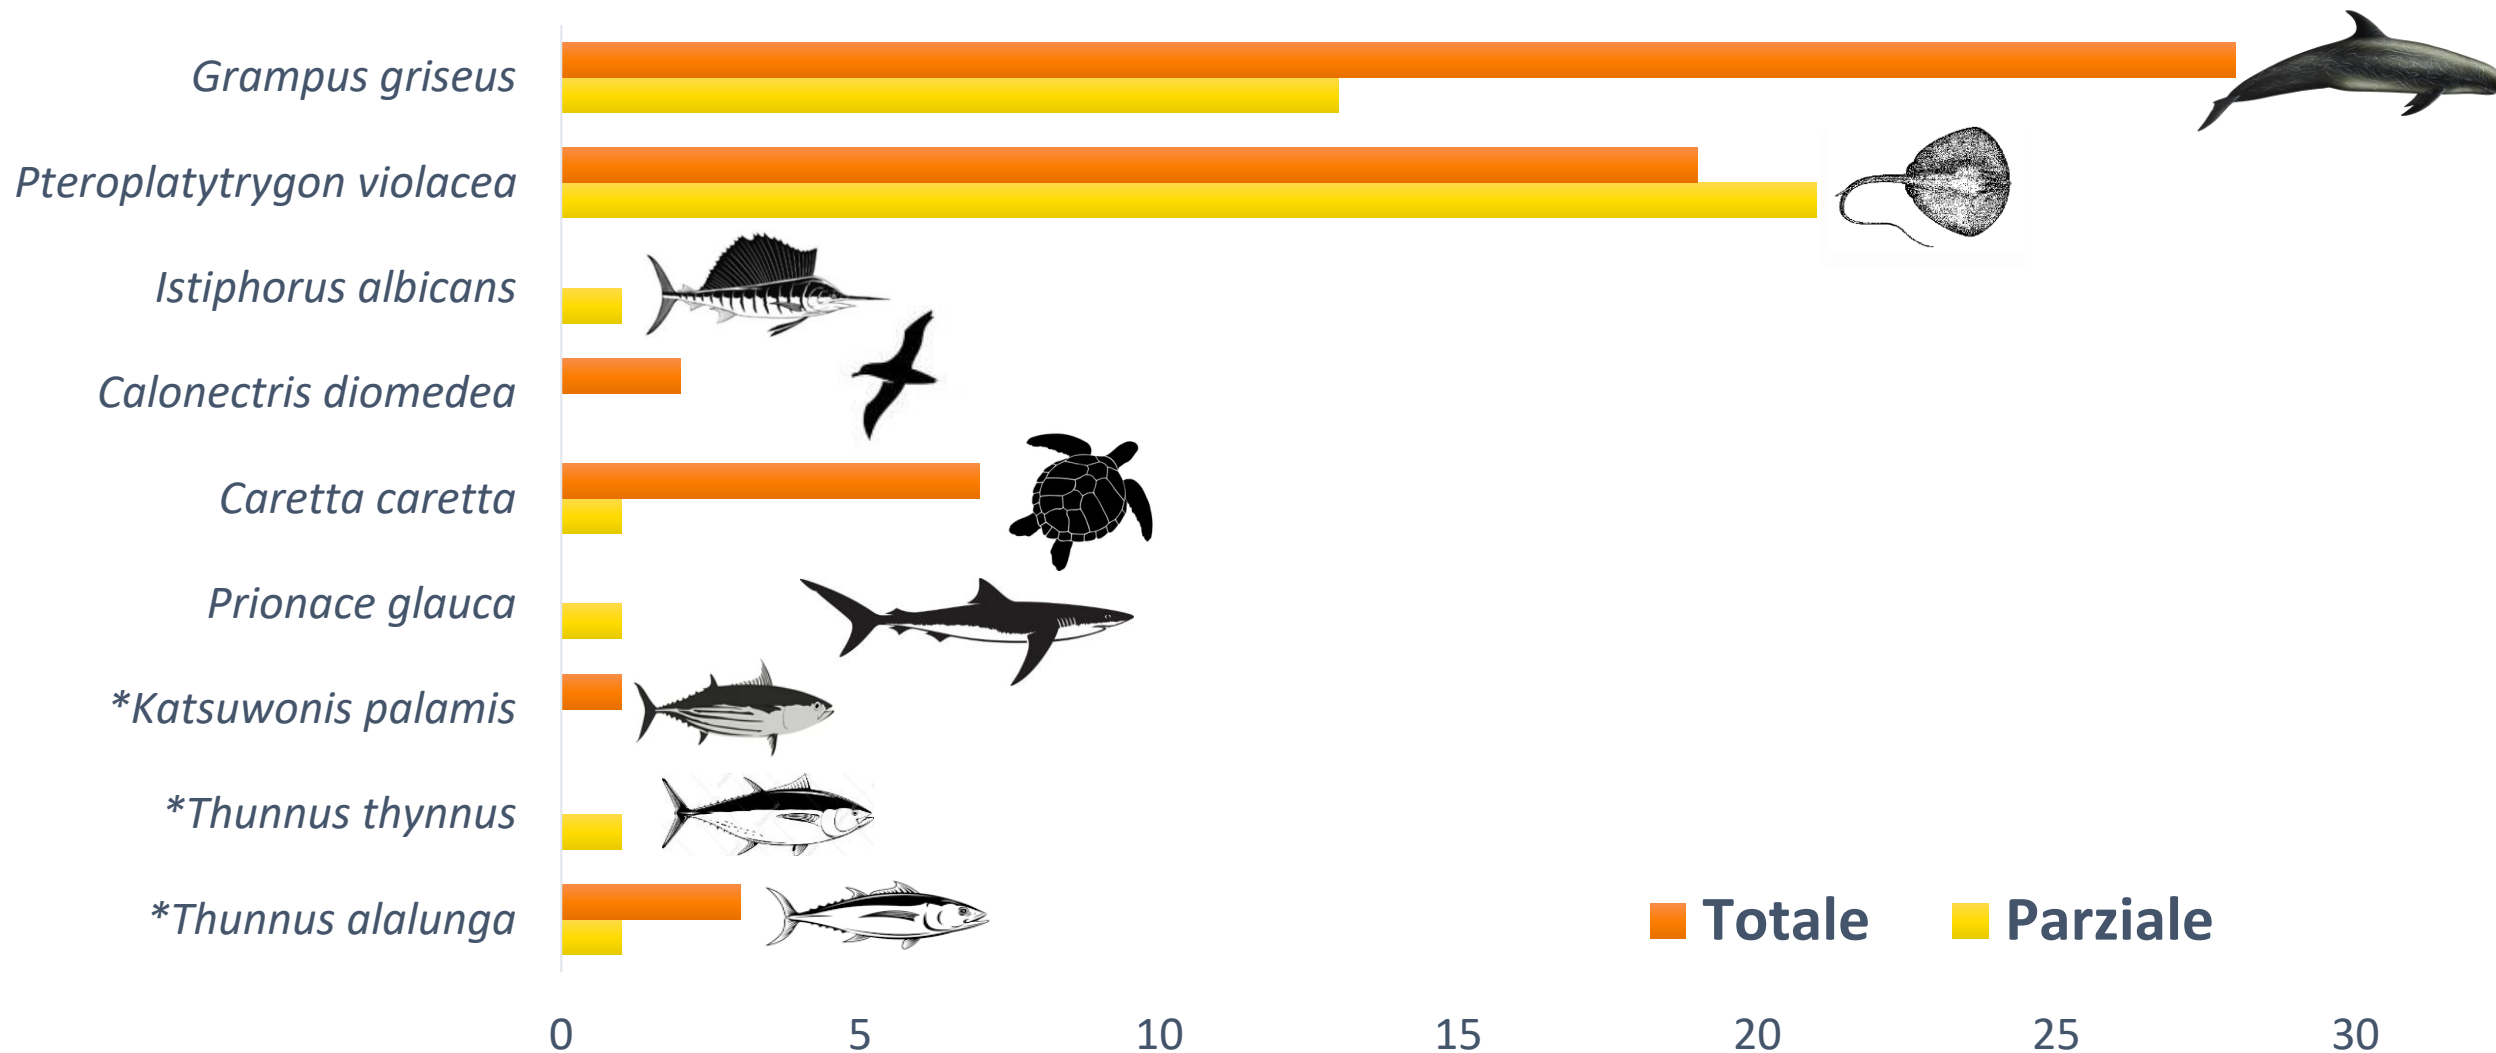 Grampus griseus
Pteroplatytrygon violacea
Istiphorus albicans
Calonectris diomedea
Caretta caretta
Prionace glauca
*Katsuwonis palamis
*Thunnus thynnus
*Thunnus alalunga
Totale Parziale
0 5 10 15 20 25 30